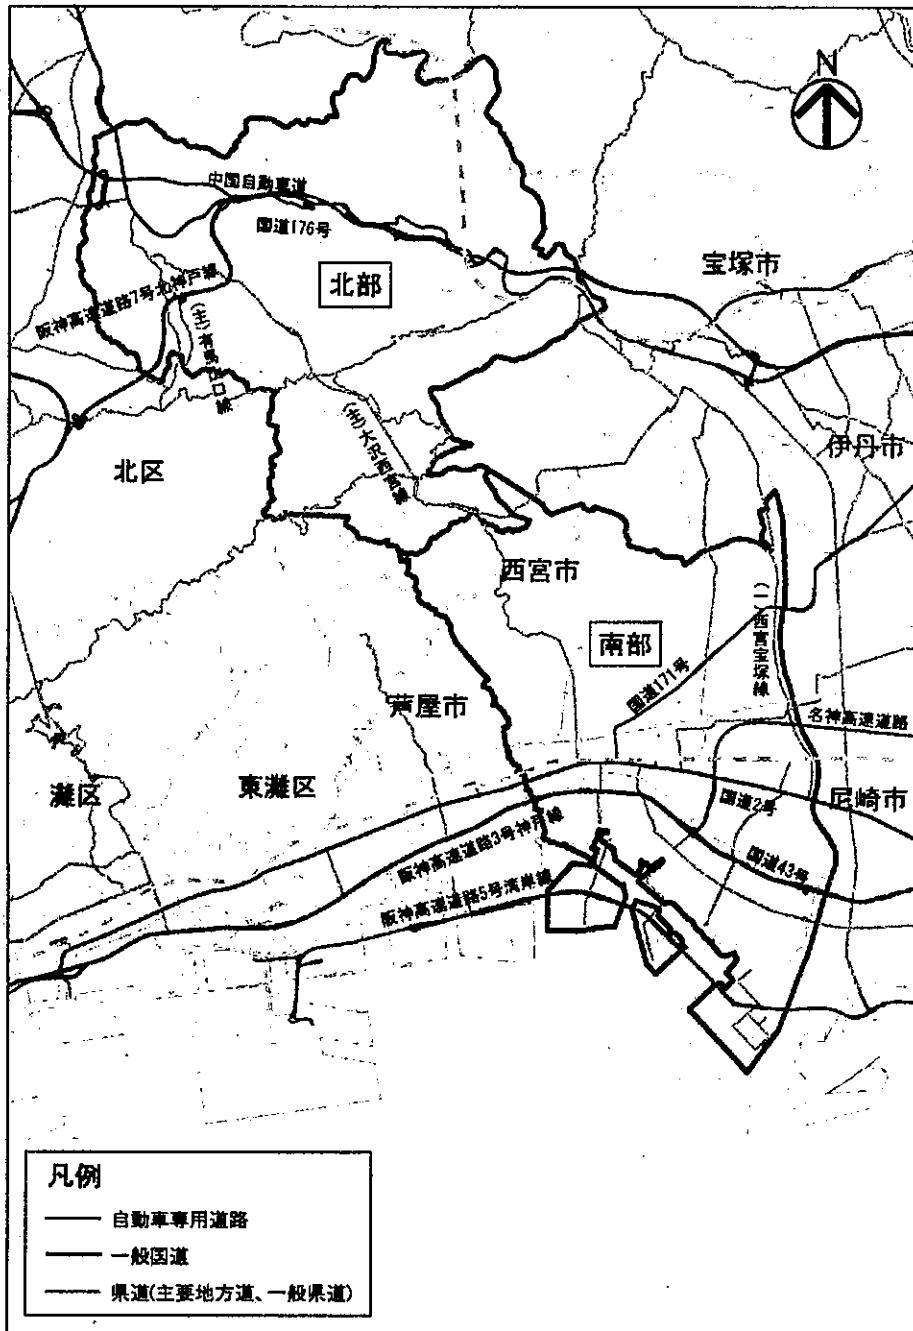 N
中国自動車道
国道176号
宝塚市
北部
阪神高速道路7号北神戸線
(主)有馬山口線
(主)大沢西宮線
伊丹市
北区
西宮市
(一)西宮宝塚線
南部
国道171号
芦屋市
名神高速道路
灘区
東灘区
国道2号
尼崎市
阪神高速道路3号神戸線
国道43号
阪神高速道路5号湾岸線
凡例
自動車専用道路
一般国道
県道(主要地方道、一般県道)